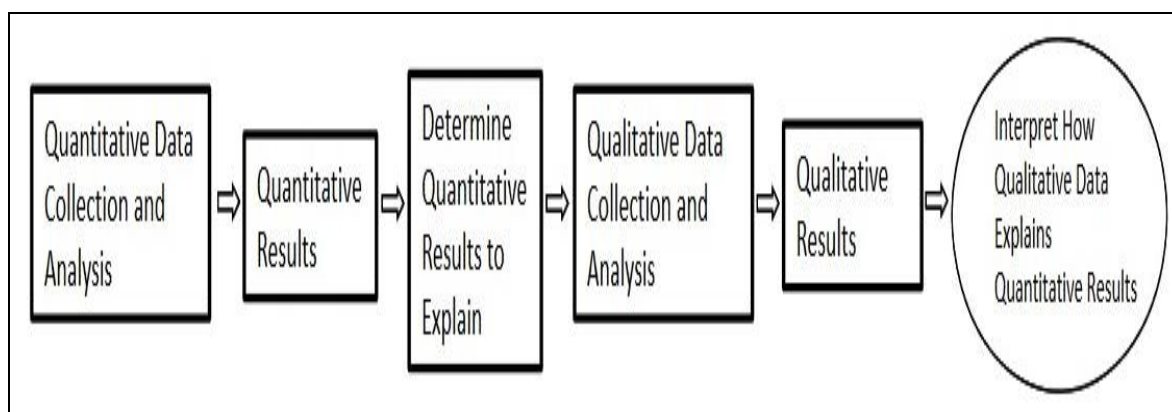 Quantitative Data
Collection and
Analysis
Quantitative
Results
Determine
Quantitative
Results to
Explain
Qualitative Data
Collection and
Analysis
Qualitative
Results
Interpret How
Qualitative Data
Explains
Quantitative Results